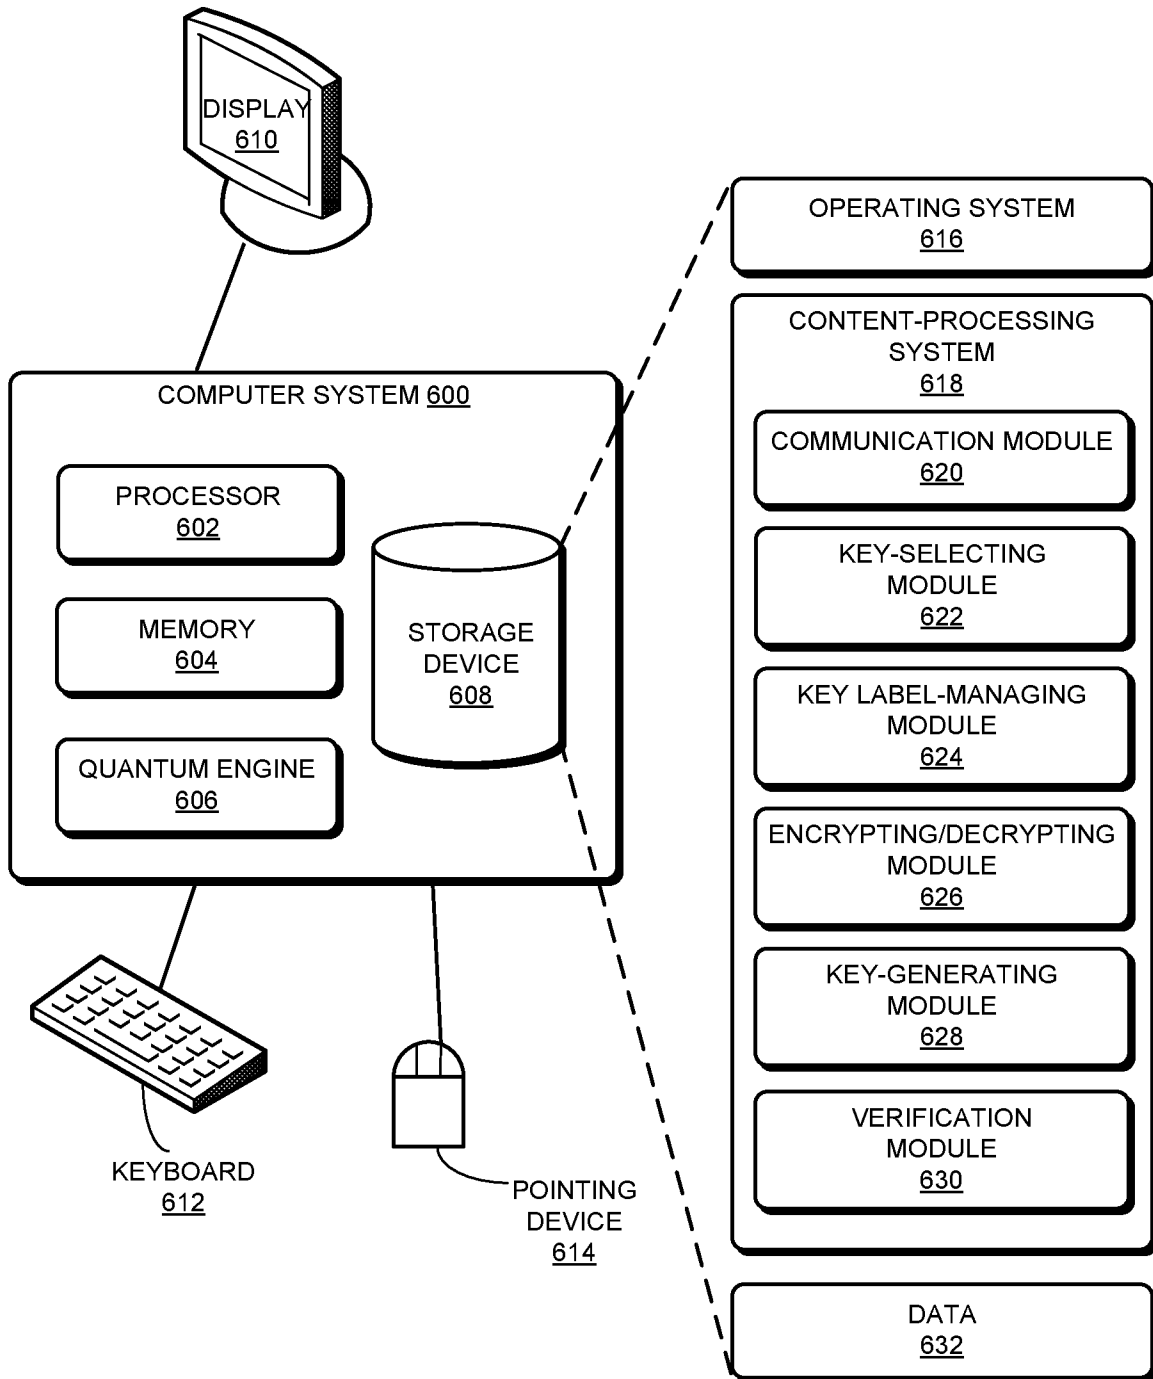 DISPLAY
610
COMPUTER SYSTEM 600
PROCESSOR
602
MEMORY
604
QUANTUM ENGINE
606
STORAGE
DEVICE
608
KEYBOARD
612
POINTING
DEVICE
614
OPERATING SYSTEM
616
CONTENT-PROCESSING
SYSTEM
618
COMMUNICATION MODULE
620
KEY-SELECTING
MODULE
622
KEY LABEL-MANAGING
MODULE
624
ENCRYPTING/DECRYPTING
MODULE
626
KEY-GENERATING
MODULE
628
VERIFICATION
MODULE
630
DATA
632